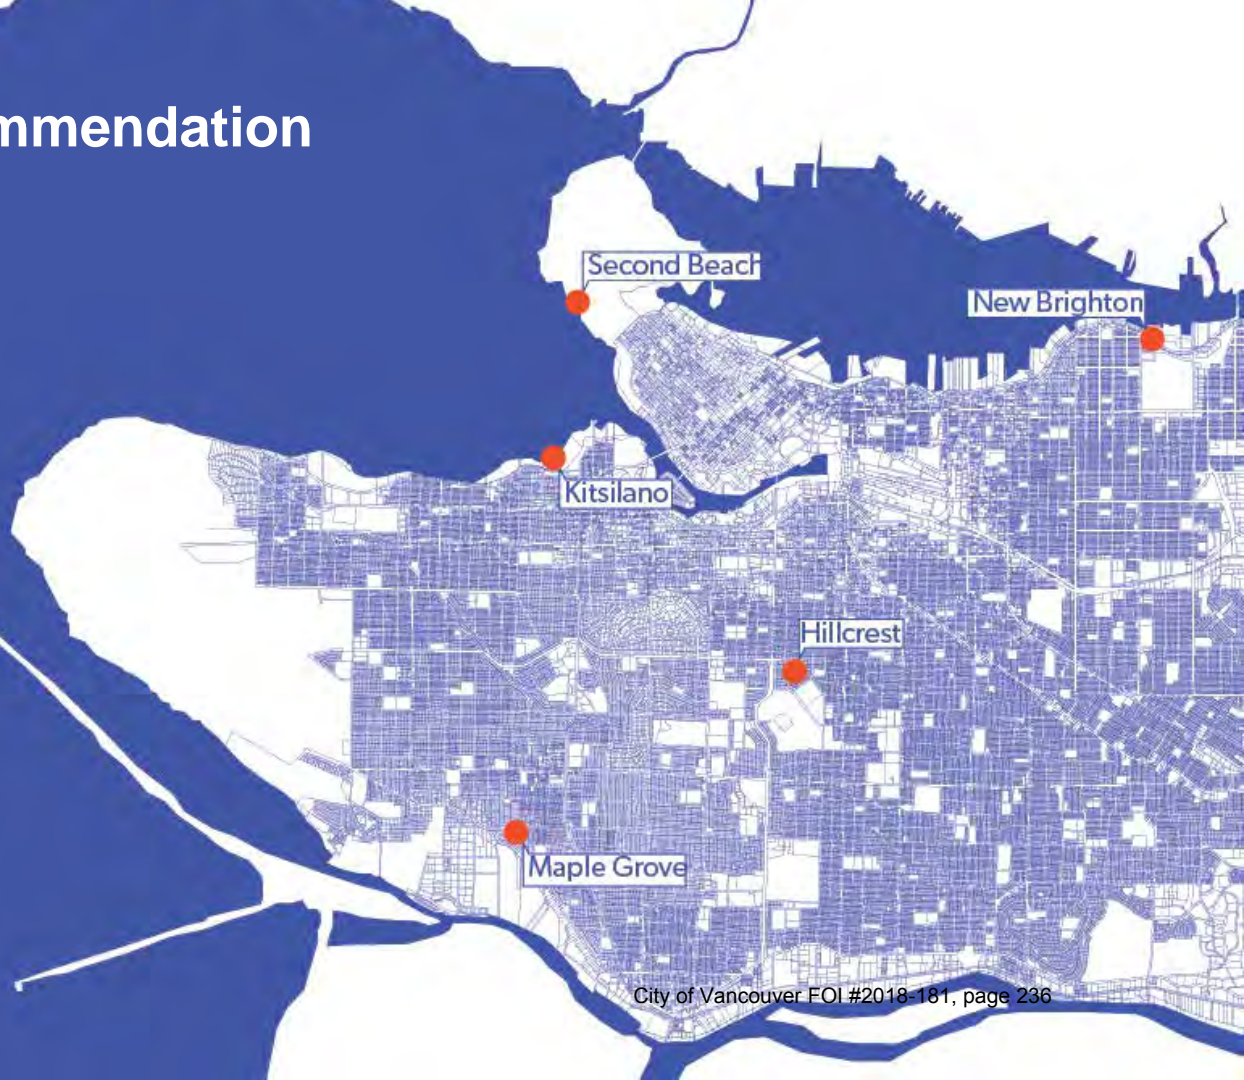 mmendation
Second Beach
New Brighton
Kitsilano
Hillcrest
Maple Grove
City of Vancouver FOI #2018-181, page 236